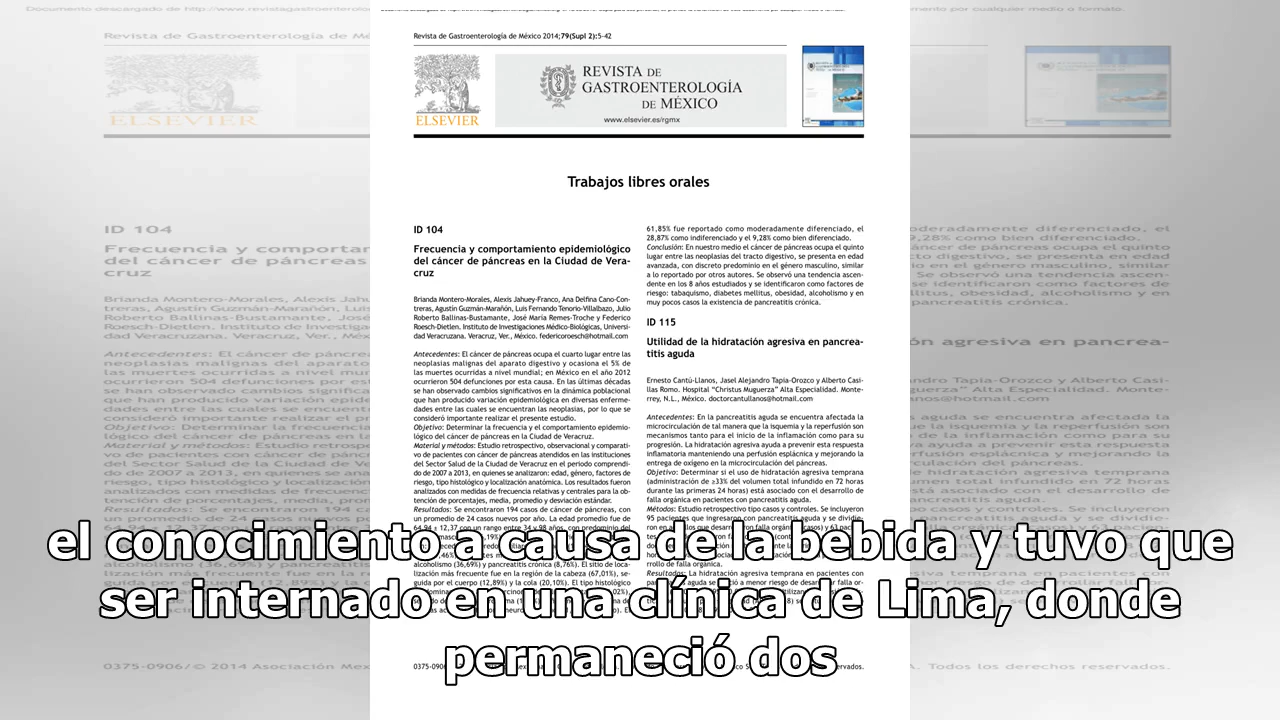 Revista de Gastroenterología de México 2014;79(Supl 2):5-42
ELSEVIER
REVISTA DE
GASTROENTEROLOGÍA
DE MÉXICO
www.elsevier.es/rgmx
Trabajos libres orales
ID 104
Frecuencia y comportamiento epidemiológico
del cáncer de páncreas en la Ciudad de Vera-
cruz
Brianda Montero-Morales, Alexis Jahuey-Franco, Ana Delfina Cano-Con-
treras, Agustín Guzmán-Marañón, Luis Fernando Tenorio-Villalbazo, Julio
Roberto Ballinas-Bustamante, José María Remes-Troche y Federico
Roesch-Dietlen. Instituto de Investigaciones Médico-Biológicas, Universi-
dad Veracruzana. Veracruz, Ver., México. federicoroesch@hotmail.com
Antecedentes: El cáncer de páncreas ocupa el cuarto lugar entre las
neoplasias malignas del aparato digestivo y ocasiona el 5% de
las muertes ocurridas a nivel mundial; en México en el año 2012
ocurrieron 504 defunciones por esta causa. En las últimas décadas
se han observado cambios significativos en la dinámica poblacional
que han producido variación epidemiológica en diversas enferme-
dades entre las cuales se encuentran las neoplasias, por lo que se
consideró importante realizar el presente estudio.
Objetivo: Determinar la frecuencia y el comportamiento epidemio-
lógico del cáncer de páncreas en la Ciudad de Veracruz.
Material y métodos: Estudio retrospectivo, observacional y comparati-
vo de pacientes con cáncer de páncreas atendidos en las instituciones
del Sector Salud de la Ciudad de Veracruz en el periodo comprendi-
do de 2007 a 2013, en quienes se analizaron: edad, género, factores de
riesgo, tipo histológico y localización anatómica. Los resultados fueron
analizados con medidas de frecuencia relativas y centrales para la ob-
tención de porcentajes, media, promedio y desviación estándar.
Resultados: Se encontraron 194 casos de cáncer de páncreas, con
un promedio de 24 casos nuevos por año. La edad promedio fue de
alcoholismo (36,69%) y pancreatitis crónica (8,76%). El sitio de loca-
lización más frecuente fue en la región de la cabeza (67,01%), se-
guida por el cuerpo (12,89%) y la cola (20,10%). El tipo histológico
61,85% fue reportado como moderadamente diferenciado, el
28,87% como indiferenciado y el 9,28% como bien diferenciado.
Conclusión: En nuestro medio el cáncer de páncreas ocupa el quinto
lugar entre las neoplasias del tracto digestivo, se presenta en edad
avanzada, con discreto predominio en el género masculino, similar
a lo reportado por otros autores. Se observó una tendencia ascen-
dente en los 8 años estudiados y se identificaron como factores de
riesgo: tabaquismo, diabetes mellitus, obesidad, alcoholismo y en
muy pocos casos la existencia de pancreatitis crónica.
ID 115
Utilidad de la hidratación agresiva en pancrea-
titis aguda
Ernesto Cantú-Llanos, Jasel Alejandro Tapia-Orozco y Alberto Casi-
llas Romo. Hospital “Christus Muguerza” Alta Especialidad. Monte-
rrey, N.L., México. doctorcantullanos@hotmail.com
Antecedentes: En la pancreatitis aguda se encuentra afectada la
microcirculación de tal manera que la isquemia y la reperfusión son
mecanismos tanto para el inicio de la inflamación como para su
progresión. La hidratación agresiva ayuda a prevenir esta respuesta
inflamatoria manteniendo una perfusión esplácnica y mejorando la
entrega de oxígeno en la microcirculación del páncreas.
Objetivo: Determinar si el uso de hidratación agresiva temprana
(administración de ≥33% del volumen total infundido en 72 horas
durante las primeras 24 horas) está asociado con el desarrollo de
falla orgánica en pacientes con pancreatitis aguda.
Métodos: Estudio retrospectivo tipo casos y controles. Se incluyeron
95 pacientes que ingresaron con pancreatitis aguda y se dividie-
Resultados: La hidratación agresiva temprana en pacientes con
el conocimiento a causa de la bebida y tuvo que
ser internado en una clínica de Lima, donde
permaneció dos